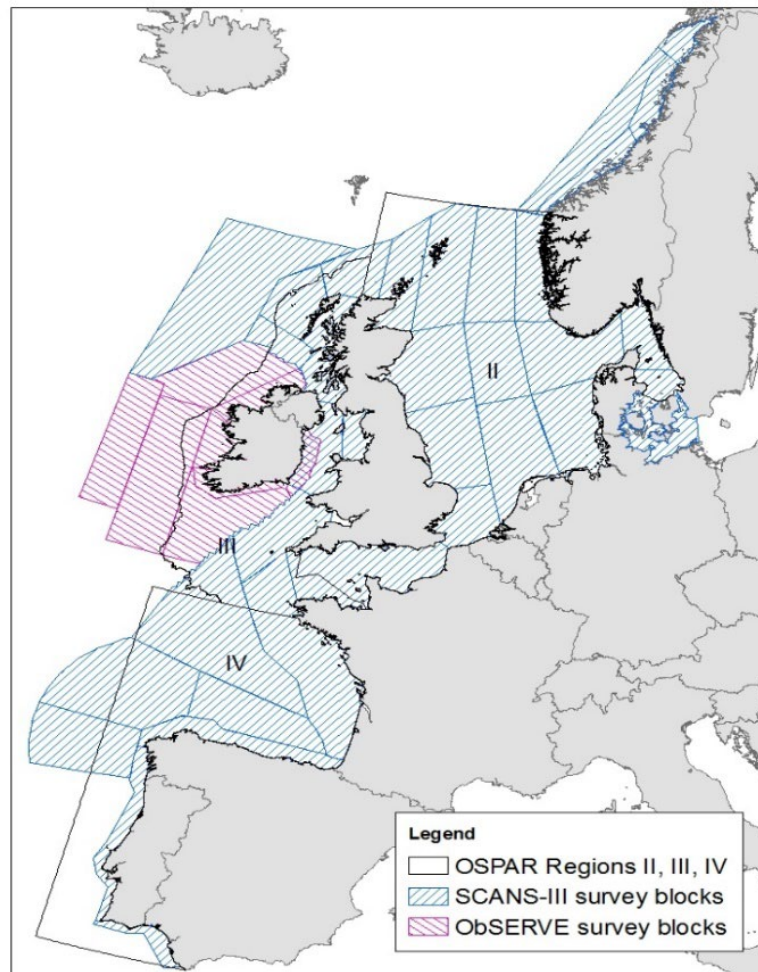 II
III
IV
Legend
OSPAR Regions II, III, IV
SCANS-III survey blocks
ObSERVE survey blocks